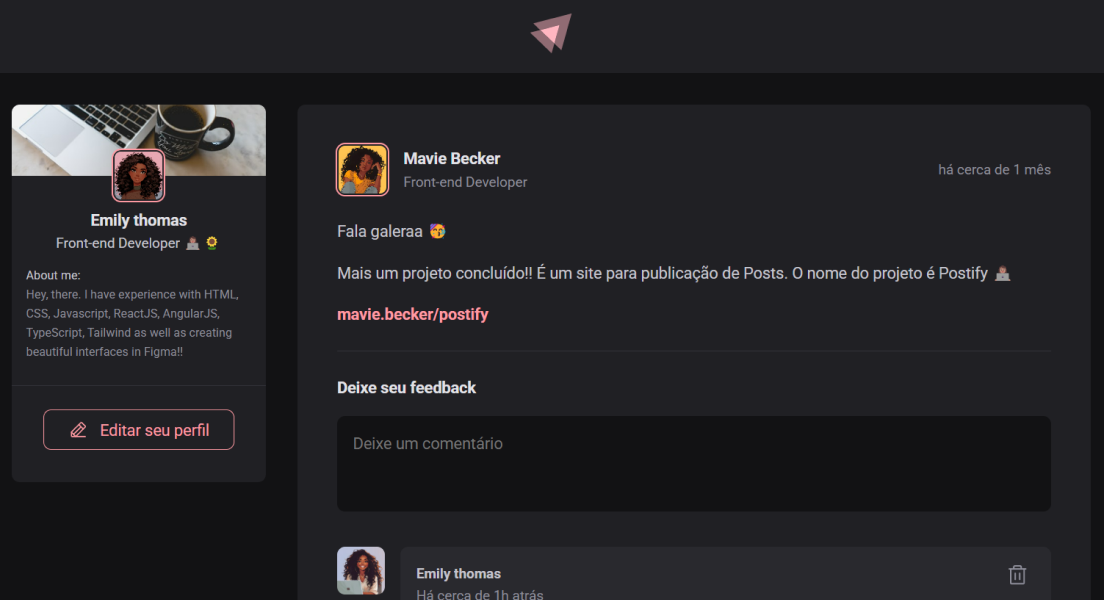 Emily thomas
Front-end Developer 👩🏽‍💻 🌻
About me:
Hey, there. I have experience with HTML,
CSS, Javascript, ReactJS, AngularJS,
TypeScript, Tailwind as well as creating
beautiful interfaces in Figma!!
Editar seu perfil
Mavie Becker
Front-end Developer
há cerca de 1 mês
Fala galeraa 🥳
Mais um projeto concluído!! É um site para publicação de Posts. O nome do projeto é Postify 👩🏽‍💻
mavie.becker/postify
Deixe seu feedback
Deixe um comentário
Emily thomas
Há cerca de 1h atrás